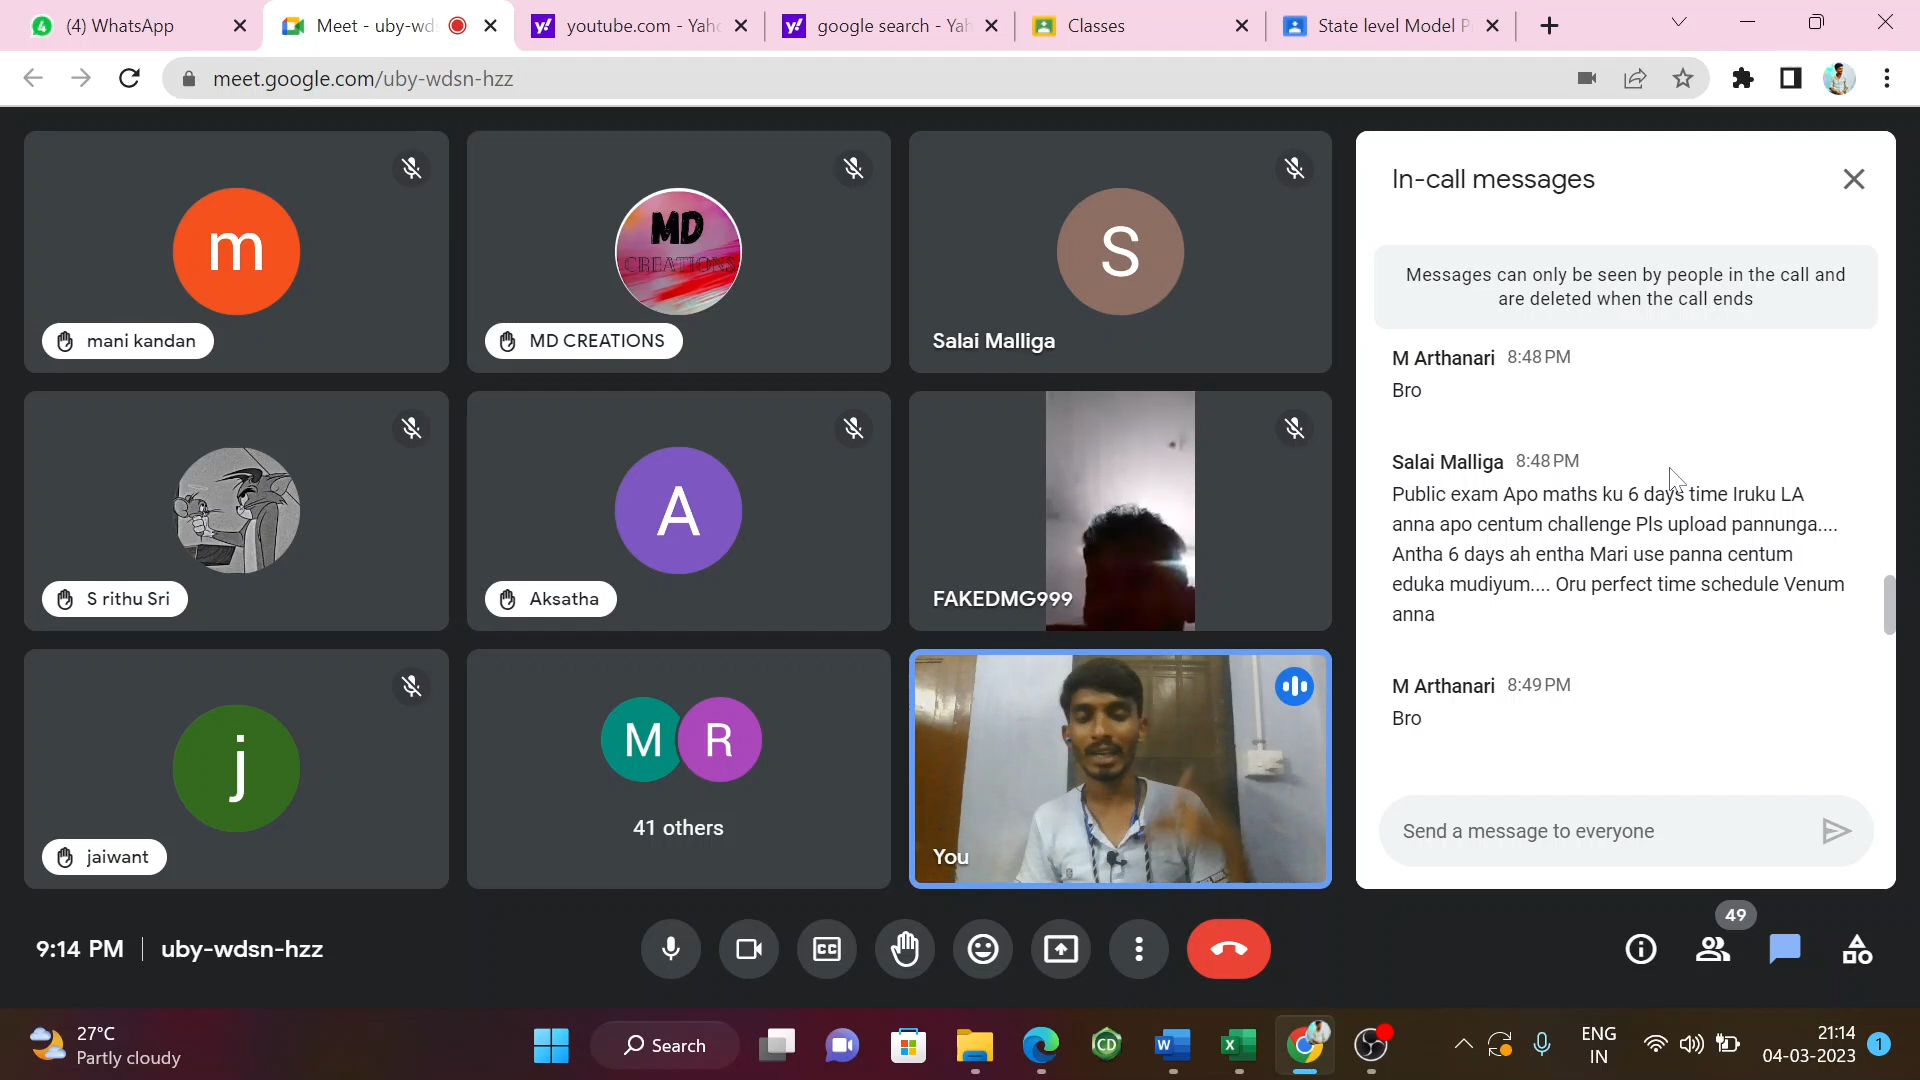 (4) WhatsApp
Meet - uby-wds
youtube.com - Yaho
google search - Yah
Classes
State level Model P
meet.google.com/uby-wdsn-hzz
m
mani kandan
MD
CREATIONS
MD CREATIONS
S
Salai Malliga
S rithu Sri
A
Aksatha
FAKEDMG999
j
jaiwant
M R
41 others
You
In-call messages
Messages can only be seen by people in the call and
are deleted when the call ends
M Arthanari 8:48 PM
Bro
Salai Malliga 8:48 PM
Public exam Apo maths ku 6 days time Iruku LA
anna apo centum challenge Pls upload pannunga....
Antha 6 days ah entha Mari use panna centum
eduka mudiyum.... Oru perfect time schedule Venum
anna
M Arthanari 8:49 PM
Bro
Send a message to everyone
9:14 PM uby-wdsn-hzz
CC
49
27°C
Partly cloudy
Search
CD
W
X
ENG
IN
21:14
04-03-2023
1